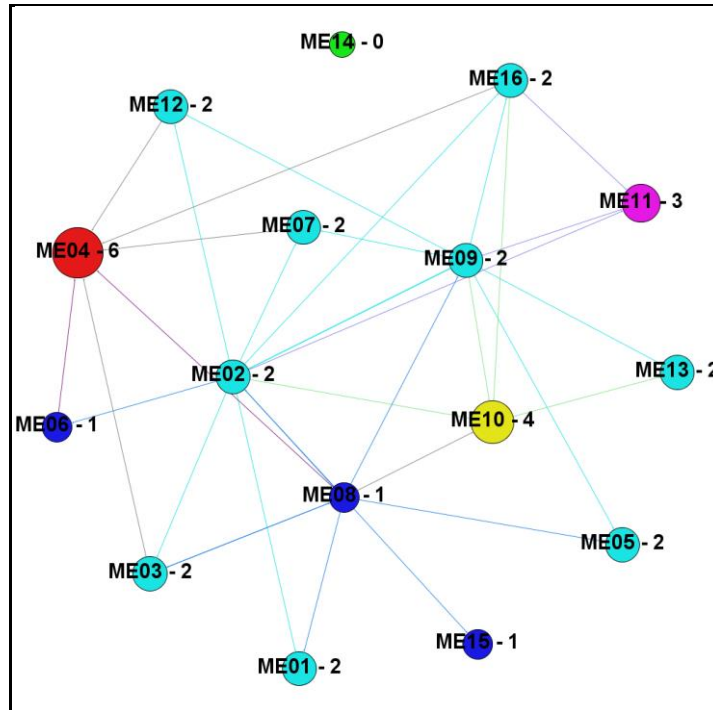 ME14 - 0
ME16 - 2
ME12 - 2
ME11 - 3
ME07 - 2
ME04 - 6
ME09 - 2
ME02 - 2
ME13 - 2
ME10 - 4
ME06 - 1
ME08 - 1
ME05 - 2
ME03 - 2
ME15 - 1
ME01 - 2